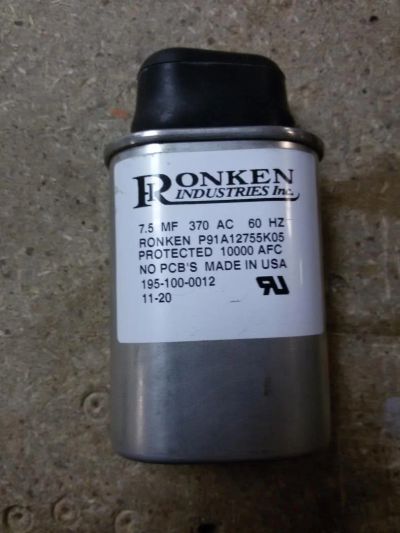 RONKEN
INDUSTRIES Inc.
7.5 MF 370 AC 60 HZ
RONKEN P91A12755K05
PROTECTED 10000 AFC
NO PCB'S MADE IN USA
195-100-0012
11-20